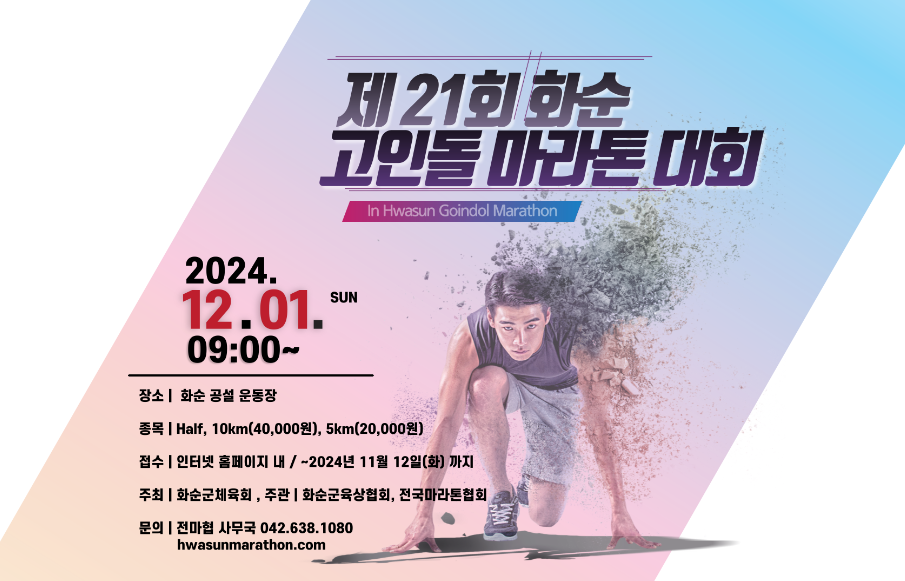 제 21회 화순
고인돌 마라톤 대회
In Hwasun Goindol Marathon
2024.
12.01. SUN
09:00~
장소 | 화순 공설 운동장
종목 | Half, 10km(40,000원), 5km(20,000원)
접수 | 인터넷 홈페이지 내 / ~2024년 11월 12일(화) 까지
주최 | 화순군체육회 , 주관 | 화순군육상협회, 전국마라톤협회
문의 | 전마협 사무국 042.638.1080
hwasunmarathon.com